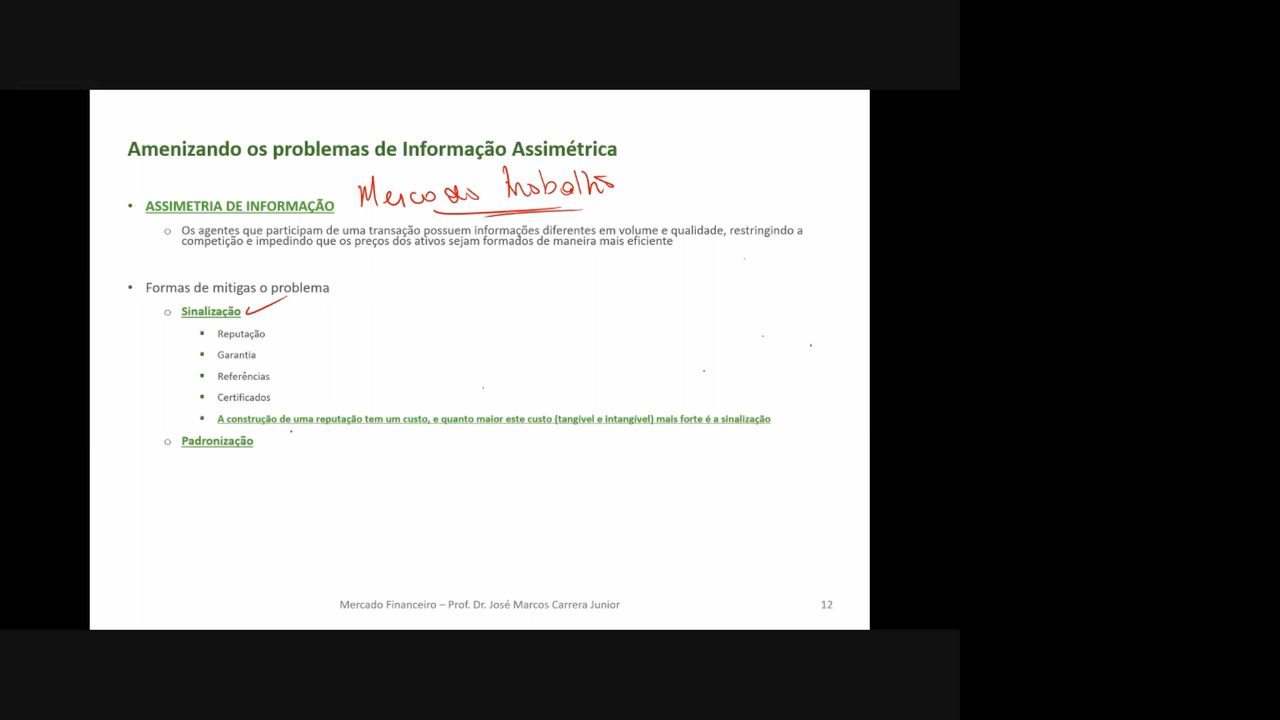 Amenizando os problemas de Informação Assimétrica
Mercado Trabalho
• ASSIMETRIA DE INFORMAÇÃO
o Os agentes que participam de uma transação possuem informações diferentes em volume e qualidade, restringindo a
competição e impedindo que os preços dos ativos sejam formados de maneira mais eficiente
• Formas de mitigas o problema
o Sinalização
▪ Reputação
▪ Garantia
▪ Referências
▪ Certificados
▪ A construção de uma reputação tem um custo, e quanto maior este custo (tangível e intangível) mais forte é a sinalização
o Padronização
Mercado Financeiro – Prof. Dr. José Marcos Carrera Junior
12